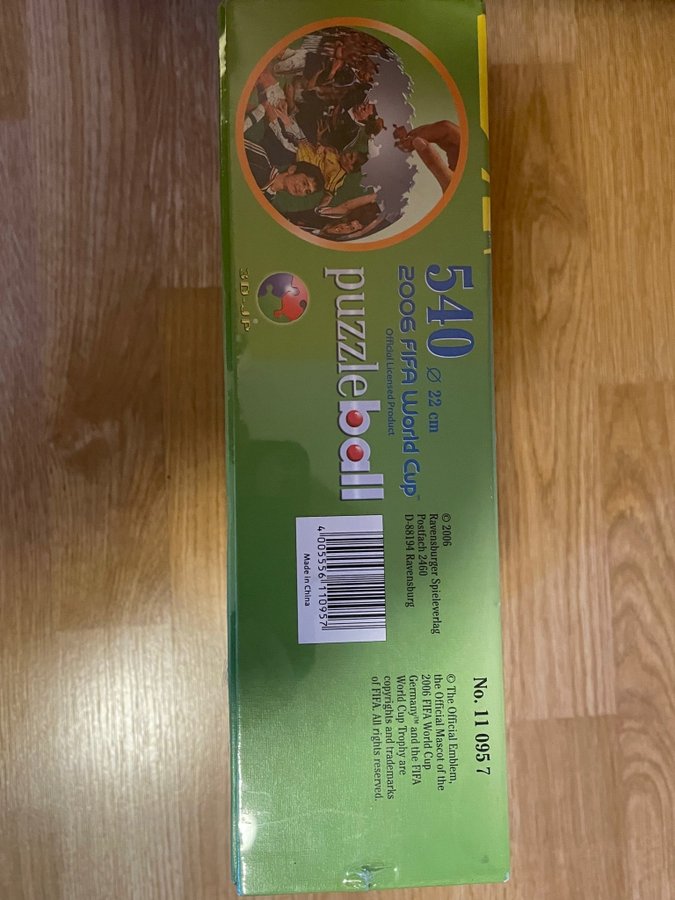 540 Ø 22 cm
2006 FIFA World Cup™
Official Licensed Product
puzzleball
3D-JP
© 2006
Ravensburger Spieleverlag
Postfach 2460
D-88194 Ravensburg
4 005556 110957
Made in China
No. 11 095 7
© The Official Emblem,
the Official Mascot of the
2006 FIFA World Cup
Germany™ and the FIFA
World Cup Trophy are
copyrights and trademarks
of FIFA. All rights reserved.